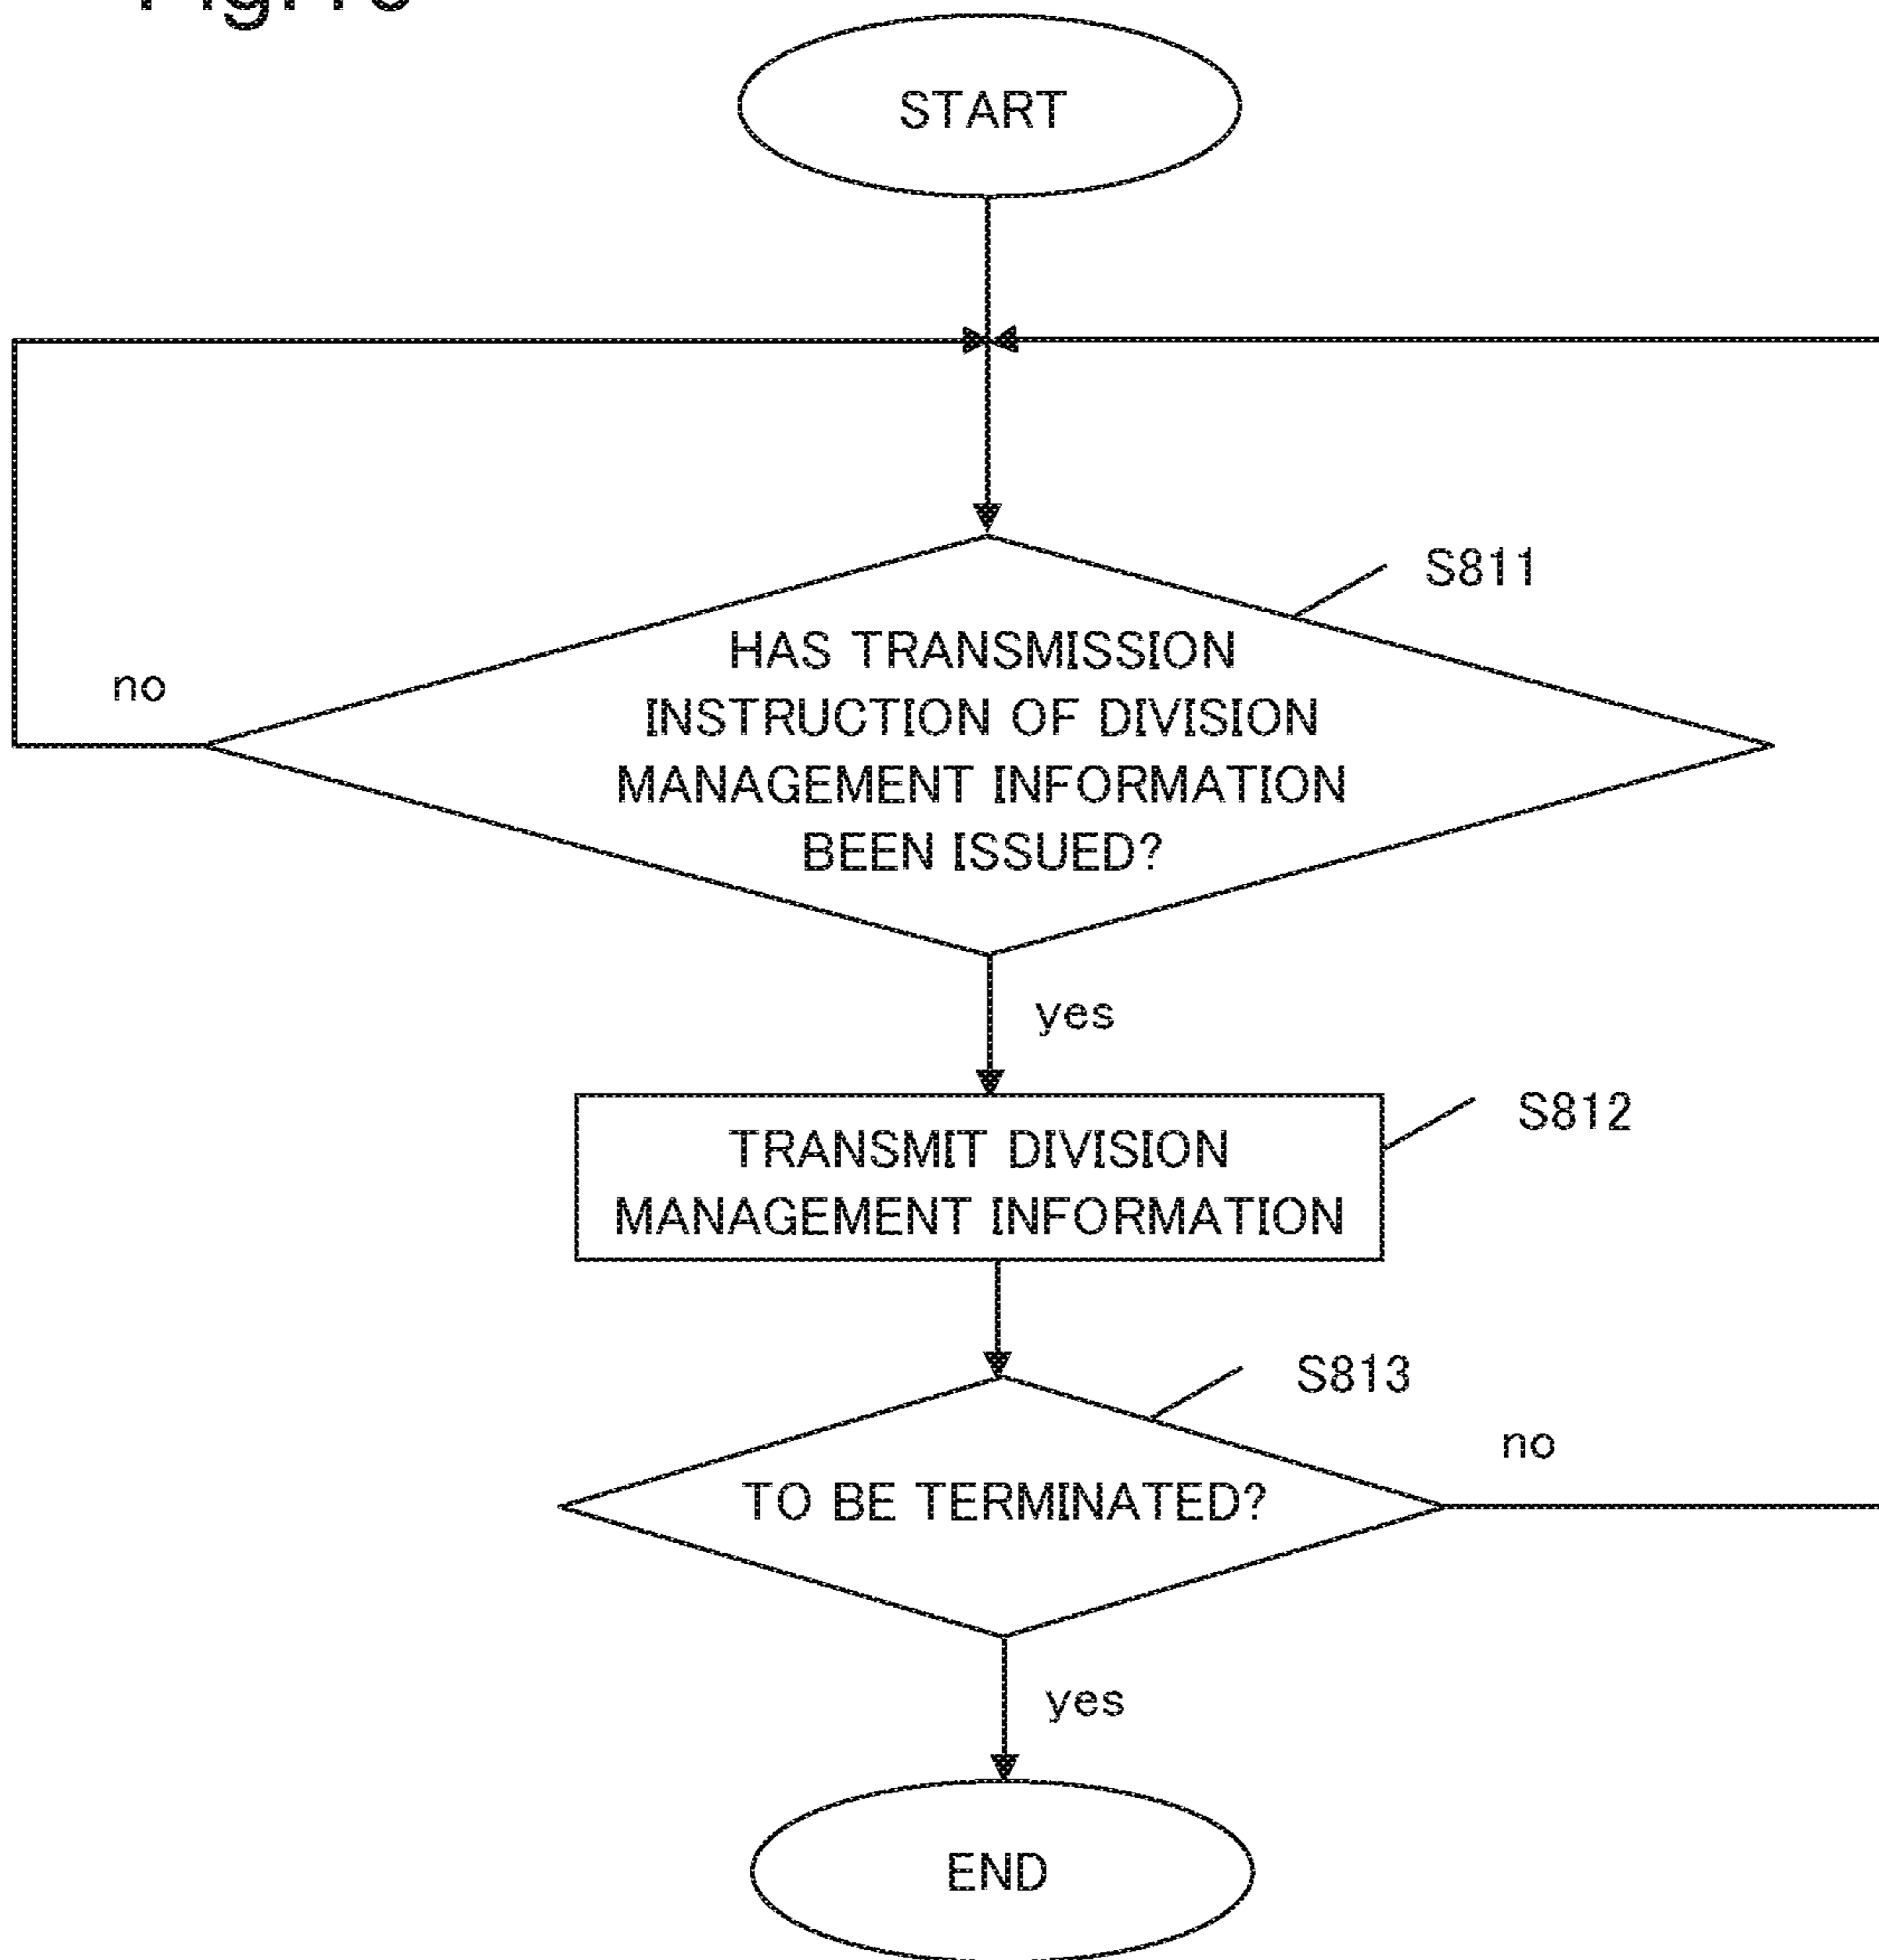 START
S811
HAS TRANSMISSION
INSTRUCTION OF DIVISION
MANAGEMENT INFORMATION
BEEN ISSUED?
no
yes
S812
TRANSMIT DIVISION
MANAGEMENT INFORMATION
S813
no
TO BE TERMINATED?
yes
END